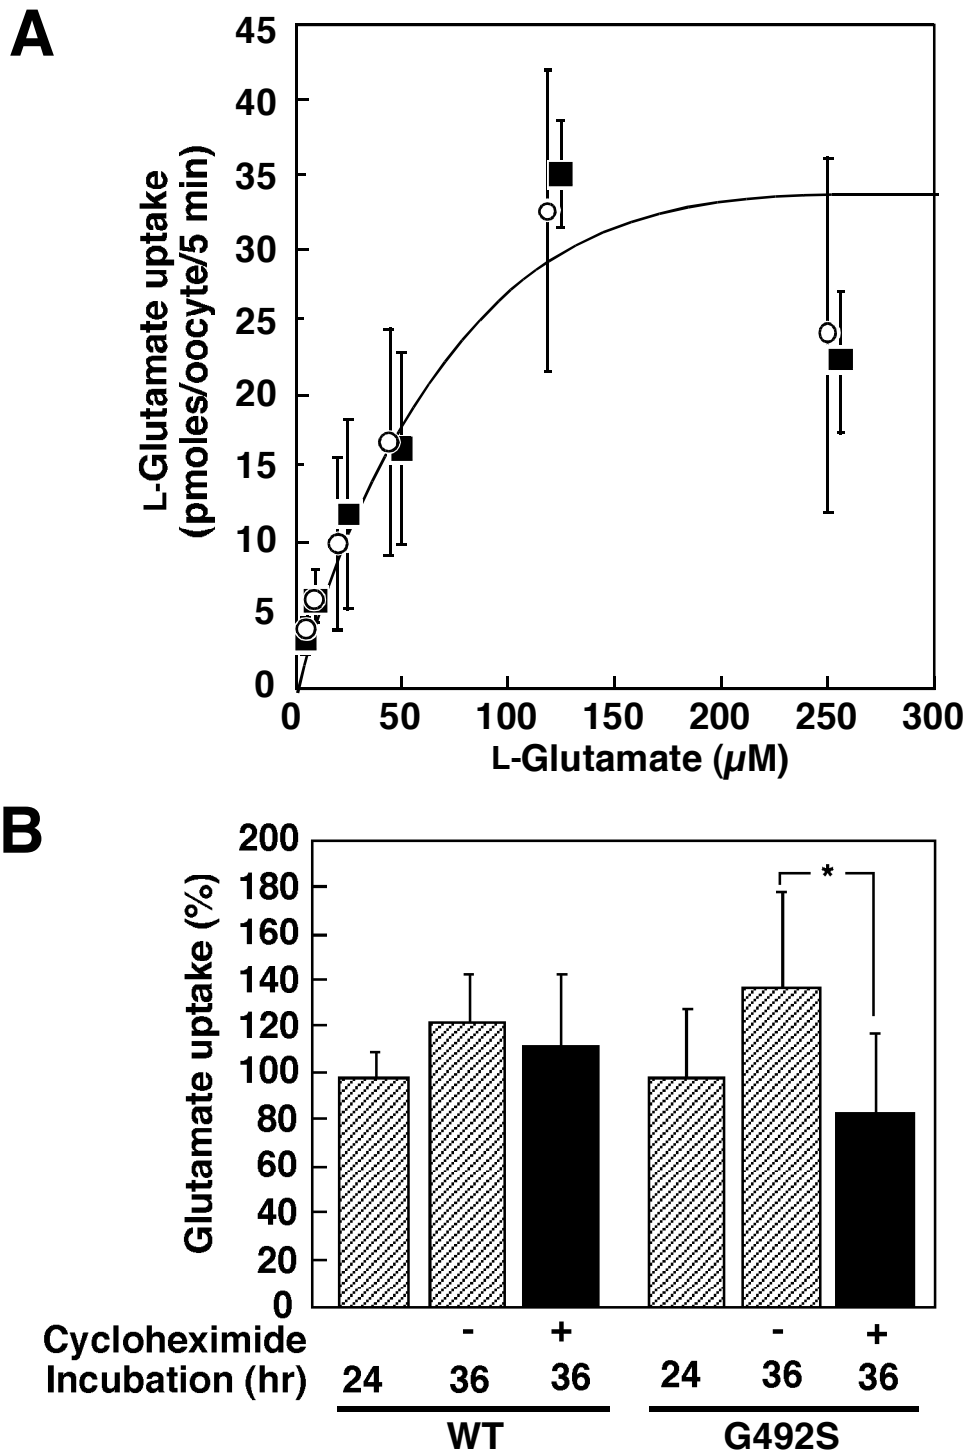 A
L-Glutamate uptake
(pmoles/oocyte/5 min)
45
40
35
30
25
20
15
10
5
0
0 50 100 150 200 250 300
L-Glutamate (µM)
B
Glutamate uptake (%)
200
180
160
140
120
100
80
60
40
20
0
*
Cycloheximide - + - +
Incubation (hr) 24 36 36 24 36 36
WT G492S